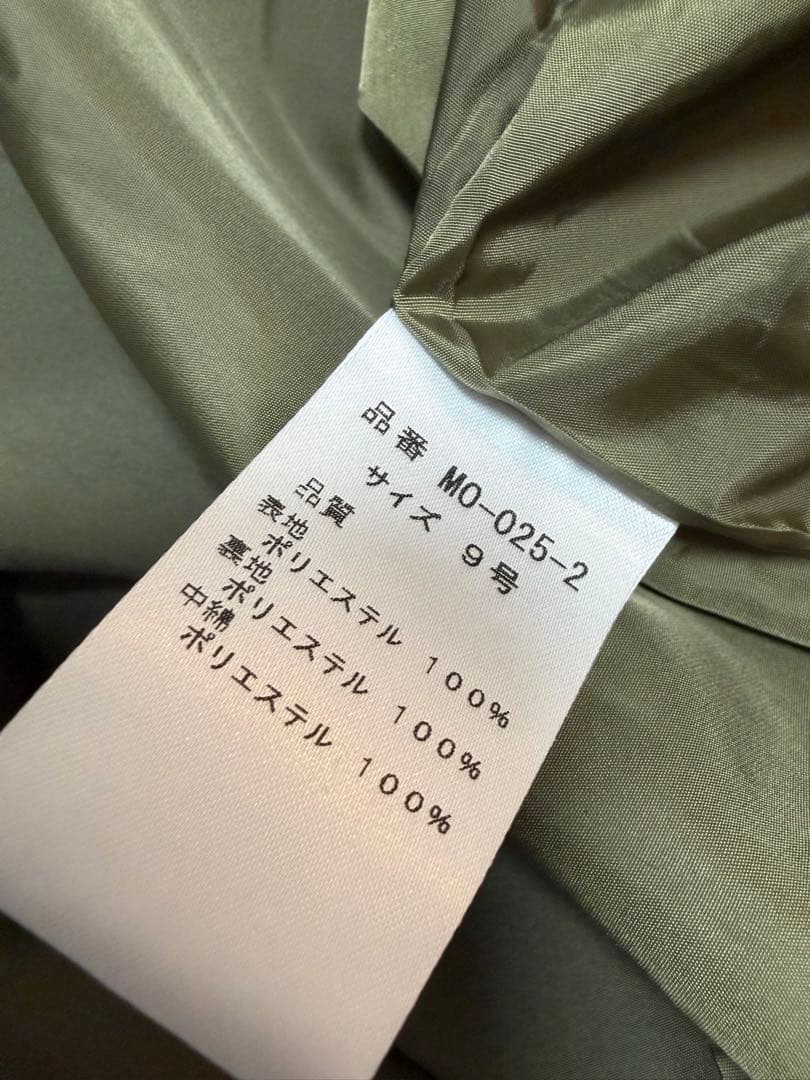 品番 MO-025-2
サイズ 9号
品質
表地
ポリエステル 100%
裏地
ポリエステル 100%
中綿
ポリエステル 100%